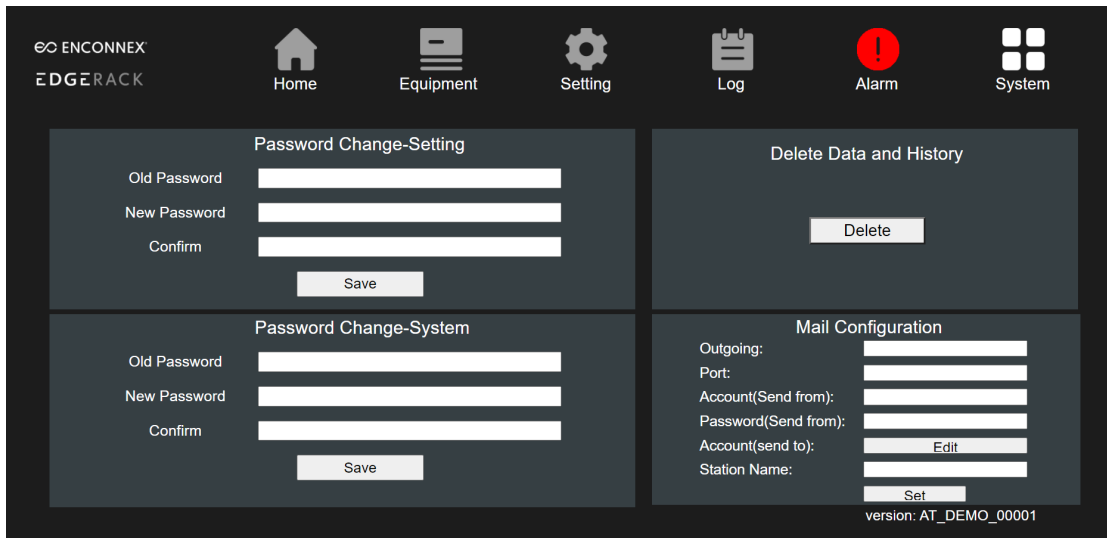 ENCONNEX
EDGERACK
Home
Equipment
Setting
Log
Alarm
System
Password Change-Setting
Old Password
New Password
Confirm
Save
Delete Data and History
Delete
Password Change-System
Old Password
New Password
Confirm
Save
Mail Configuration
Outgoing:
Port:
Account(Send from):
Password(Send from):
Account(send to): Edit
Station Name:
Set
version: AT_DEMO_00001